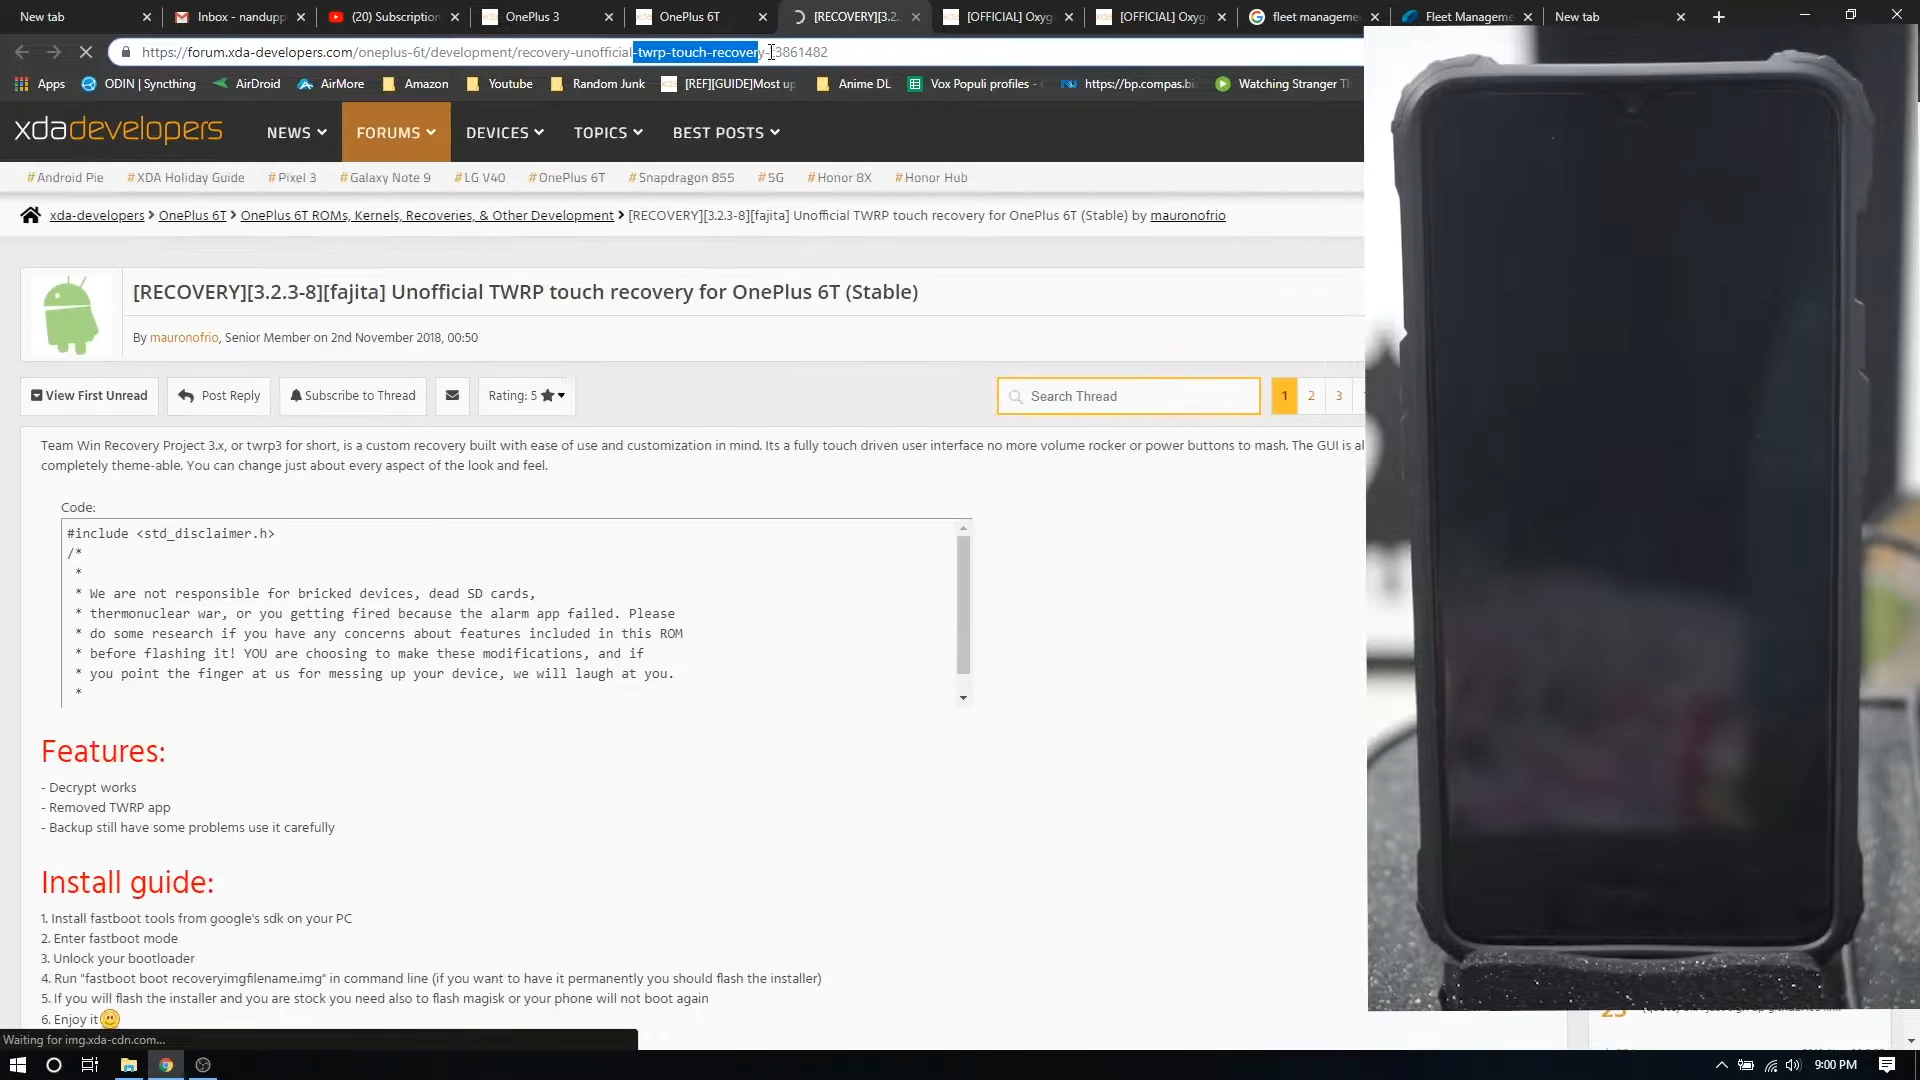 New tab
Inbox - nandupp
(20) Subscription
OnePlus 3
OnePlus 6T
[RECOVERY][3.2.
[OFFICIAL] Oxyg
[OFFICIAL] Oxyg
fleet manageme
Fleet Manageme
New tab
https://forum.xda-developers.com/oneplus-6t/development/recovery-unofficial-twrp-touch-recovery-t3861482
Apps
ODIN | Syncthing
AirDroid
AirMore
Amazon
Youtube
Random Junk
[REF][GUIDE]Most up
Anime DL
Vox Populi profiles -
https://bp.compas.bi
Watching Stranger T
xdadevelopers
NEWS
FORUMS
DEVICES
TOPICS
BEST POSTS
#Android Pie
#XDA Holiday Guide
#Pixel 3
#Galaxy Note 9
#LG V40
#OnePlus 6T
#Snapdragon 855
#5G
#Honor 8X
#Honor Hub
xda-developers > OnePlus 6T > OnePlus 6T ROMs, Kernels, Recoveries, & Other Development > [RECOVERY][3.2.3-8][fajita] Unofficial TWRP touch recovery for OnePlus 6T (Stable) by mauronofrio
[RECOVERY][3.2.3-8][fajita] Unofficial TWRP touch recovery for OnePlus 6T (Stable)
By mauronofrio, Senior Member on 2nd November 2018, 00:50
View First Unread
Post Reply
Subscribe to Thread
Rating: 5
Search Thread
1
2
3
Team Win Recovery Project 3.x, or twrp3 for short, is a custom recovery built with ease of use and customization in mind. Its a fully touch driven user interface no more volume rocker or power buttons to mash. The GUI is al
completely theme-able. You can change just about every aspect of the look and feel.
Code:
#include <std_disclaimer.h>
/*
*
* We are not responsible for bricked devices, dead SD cards,
* thermonuclear war, or you getting fired because the alarm app failed. Please
* do some research if you have any concerns about features included in this ROM
* before flashing it! YOU are choosing to make these modifications, and if
* you point the finger at us for messing up your device, we will laugh at you.
*
Features:
- Decrypt works
- Removed TWRP app
- Backup still have some problems use it carefully
Install guide:
1. Install fastboot tools from google's sdk on your PC
2. Enter fastboot mode
3. Unlock your bootloader
4. Run "fastboot boot recoveryimgfilename.img" in command line (if you want to have it permanently you should flash the installer)
5. If you will flash the installer and you are stock you need also to flash magisk or your phone will not boot again
6. Enjoy it
Waiting for img.xda-cdn.com...
9:00 PM